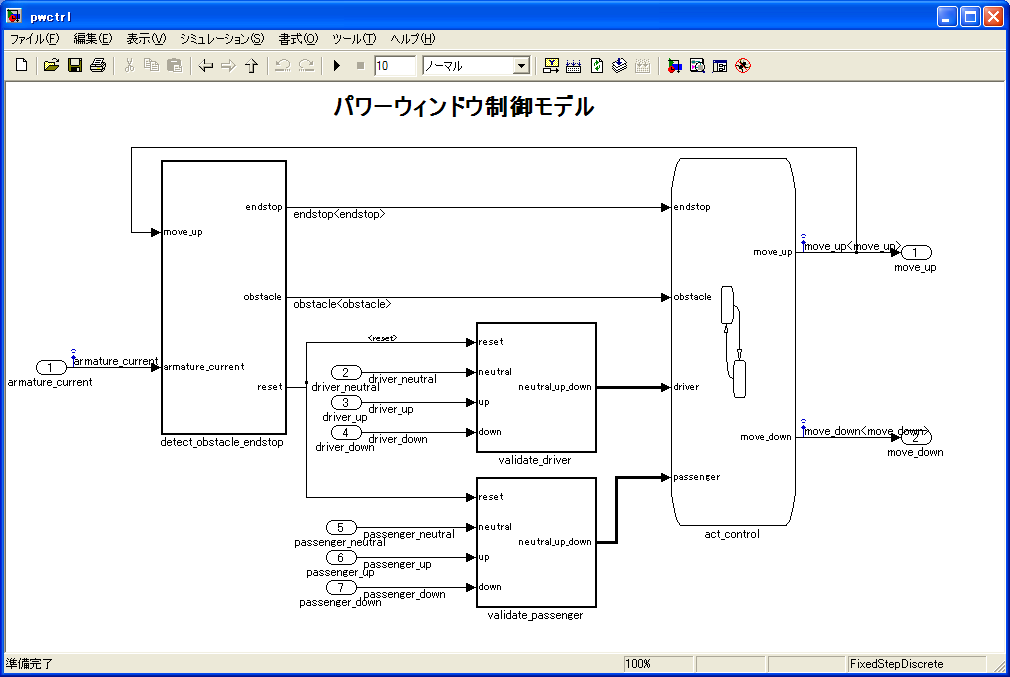 pwctrl
ファイル(F) 編集(E) 表示(V) シミュレーション(S) 書式(O) ツール(T) ヘルプ(H)
10 ノーマル
パワーウィンドウ制御モデル
endstop
endstop<endstop>
endstop
move_up
move_up
move_up<move_up>
1
move_up
obstacle
obstacle<obstacle>
obstacle
1
armature_current
armature_current
armature_current
reset
detect_obstacle_endstop
<reset>
reset
2
driver_neutral
driver_neutral
neutral
3
driver_up
driver_up
up
4
driver_down
driver_down
down
neutral_up_down
validate_driver
driver
move_down
move_down<move_down>
2
move_down
passenger
act_control
reset
5
passenger_neutral
passenger_neutral
neutral
6
passenger_up
passenger_up
up
7
passenger_down
passenger_down
down
neutral_up_down
validate_passenger
準備完了 100% FixedStepDiscrete